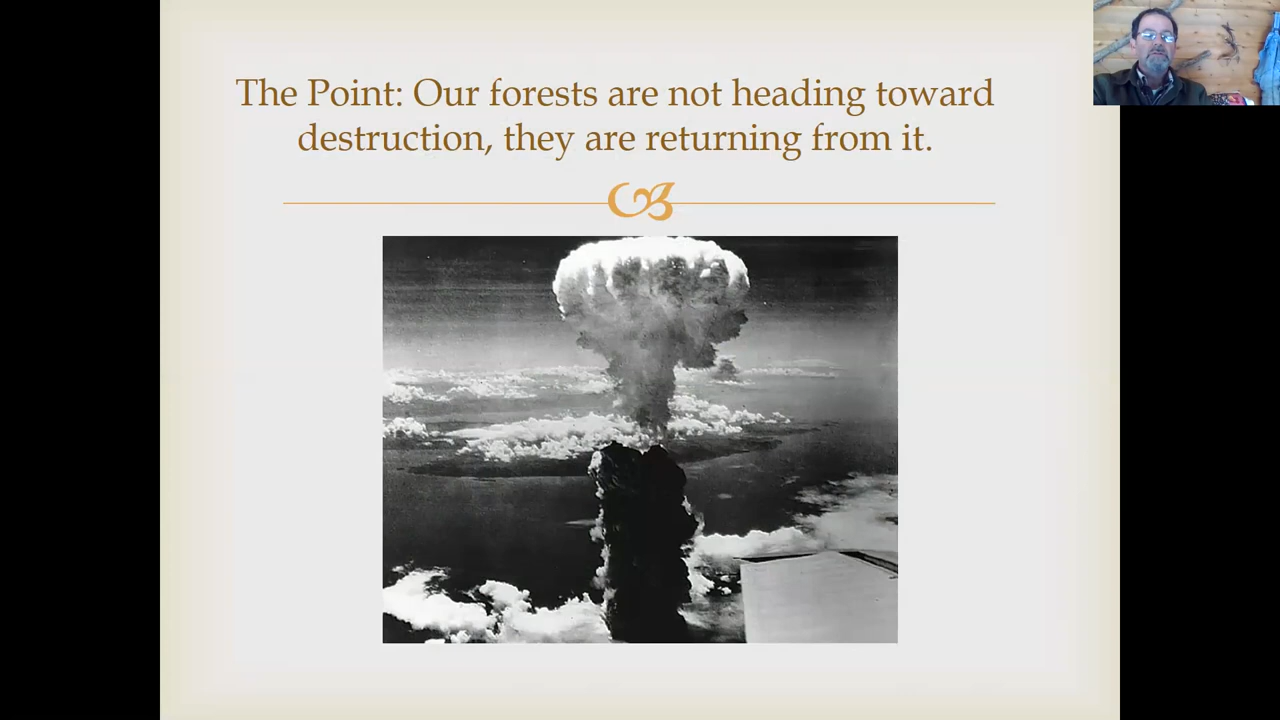 The Point: Our forests are not heading toward
destruction, they are returning from it.